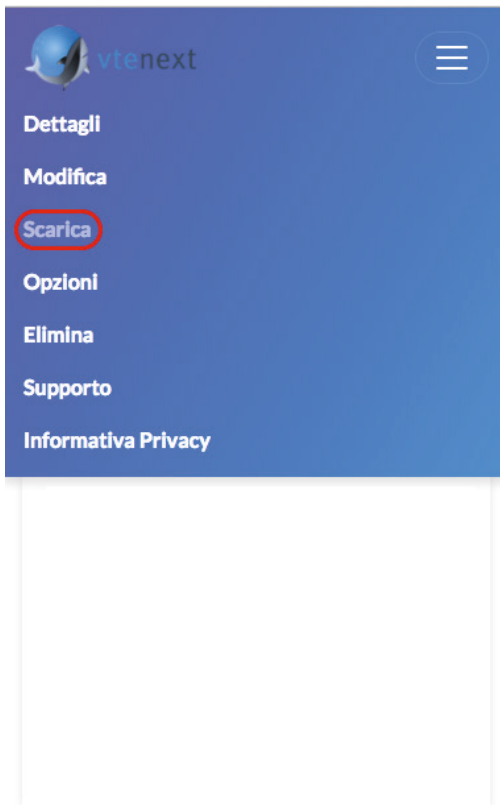 vtenext
Dettagli
Modifica
Scarica
Opzioni
Elimina
Supporto
Informativa Privacy